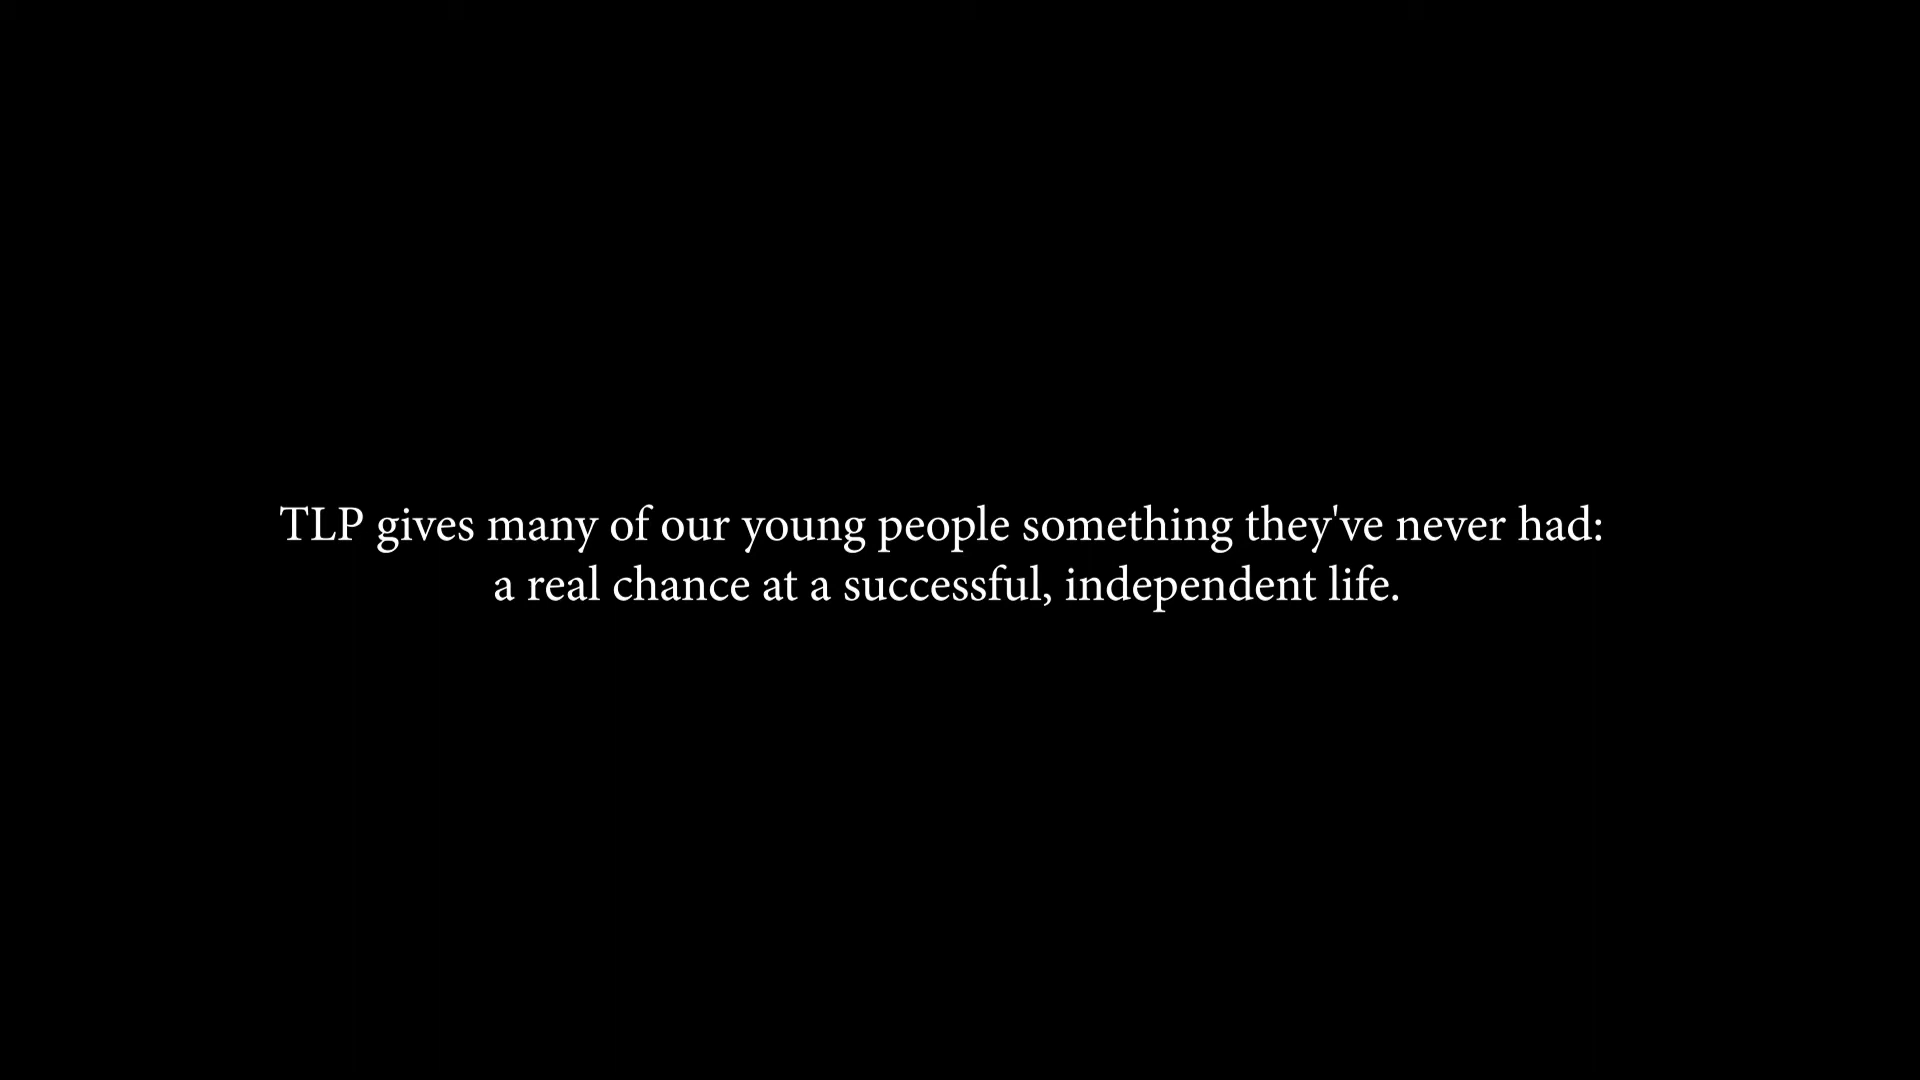 TLP gives many of our young people something they've never had:
a real chance at a successful, independent life.